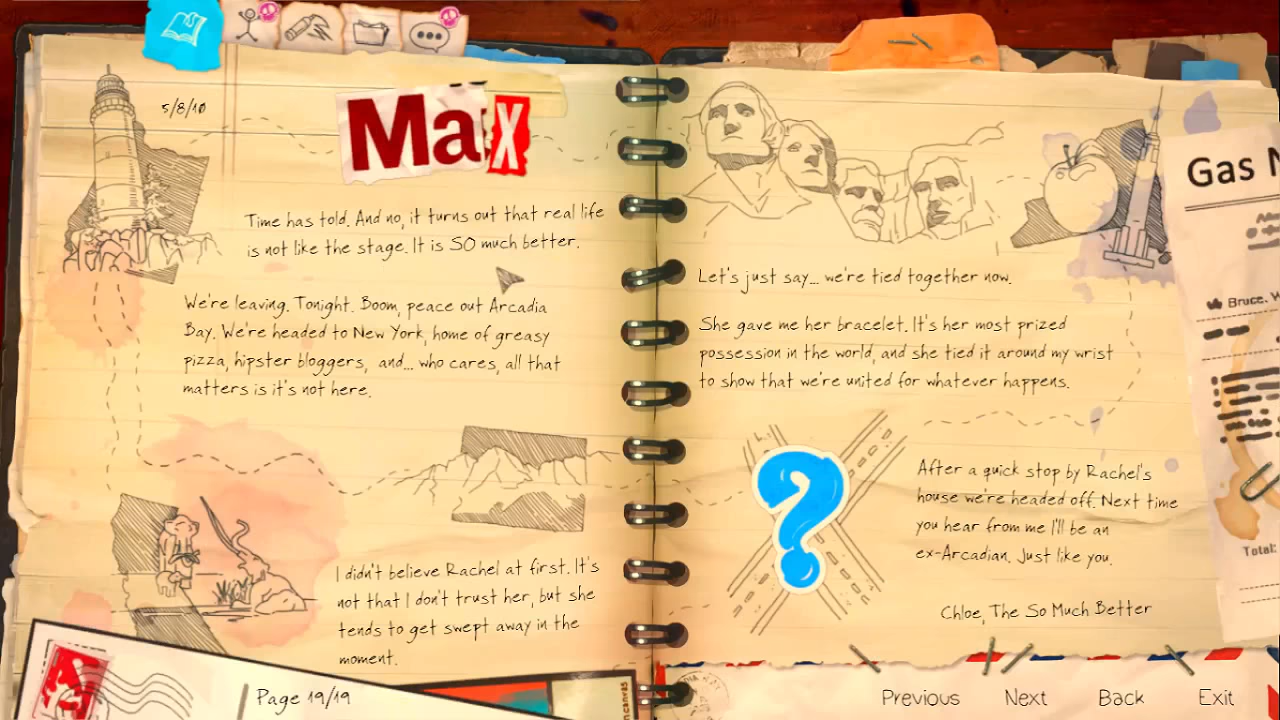 5/8/10
Max
Time has told. And no, it turns out that real life
is not like the stage. It is SO much better.
We're leaving. Tonight. Boom, peace out Arcadia
Bay. We're headed to New York, home of greasy
pizza, hipster bloggers, and... who cares, all that
matters is it's not here.
I didn't believe Rachel at first. It's
not that I don't trust her, but she
tends to get swept away in the
moment.
Page 19/19
Let's just say... we're tied together now.
She gave me her bracelet. It's her most prized
possession in the world, and she tied it around my wrist
to show that we're united for whatever happens.
?
After a quick stop by Rachel's
house we're headed off. Next time
you hear from me I'll be an
ex-Arcadian. Just like you.
Chloe, The So Much Better
Gas
Bruce. W
Total:
Previous Next Back Exit